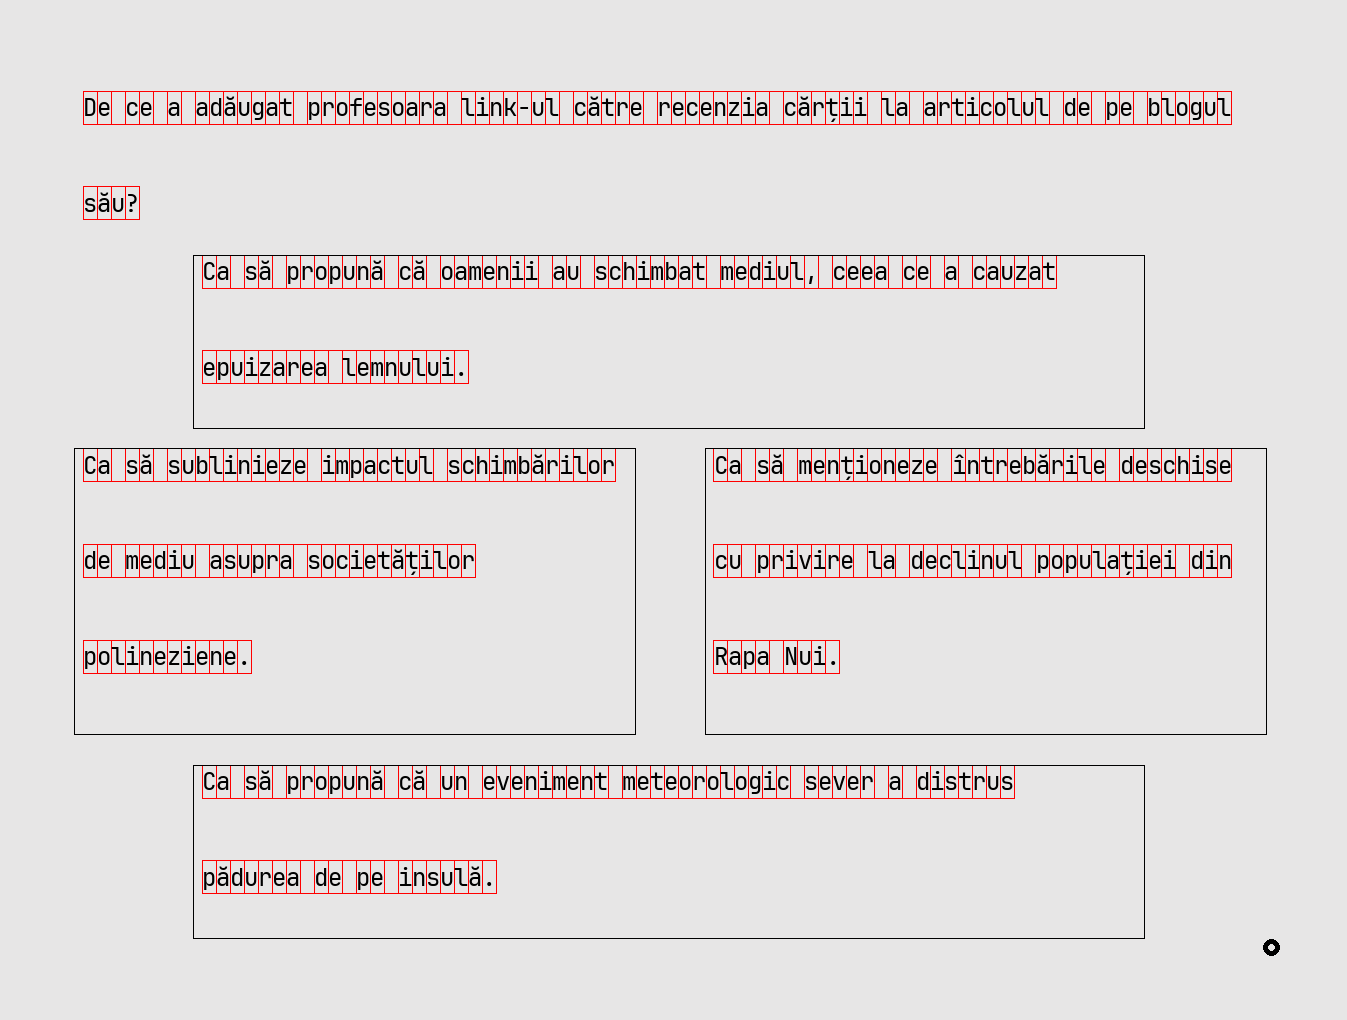 De ce a adăugat profesoara link-ul către recenzia cărții la articolul de pe blogul
său?
Ca să propună că oamenii au schimbat mediul, ceea ce a cauzat
epuizarea lemnului.
Ca să sublinieze impactul schimbărilor
de mediu asupra societăților
polineziene.
Ca să menționeze întrebările deschise
cu privire la declinul populației din
Rapa Nui.
Ca să propună că un eveniment meteorologic sever a distrus
pădurea de pe insulă.